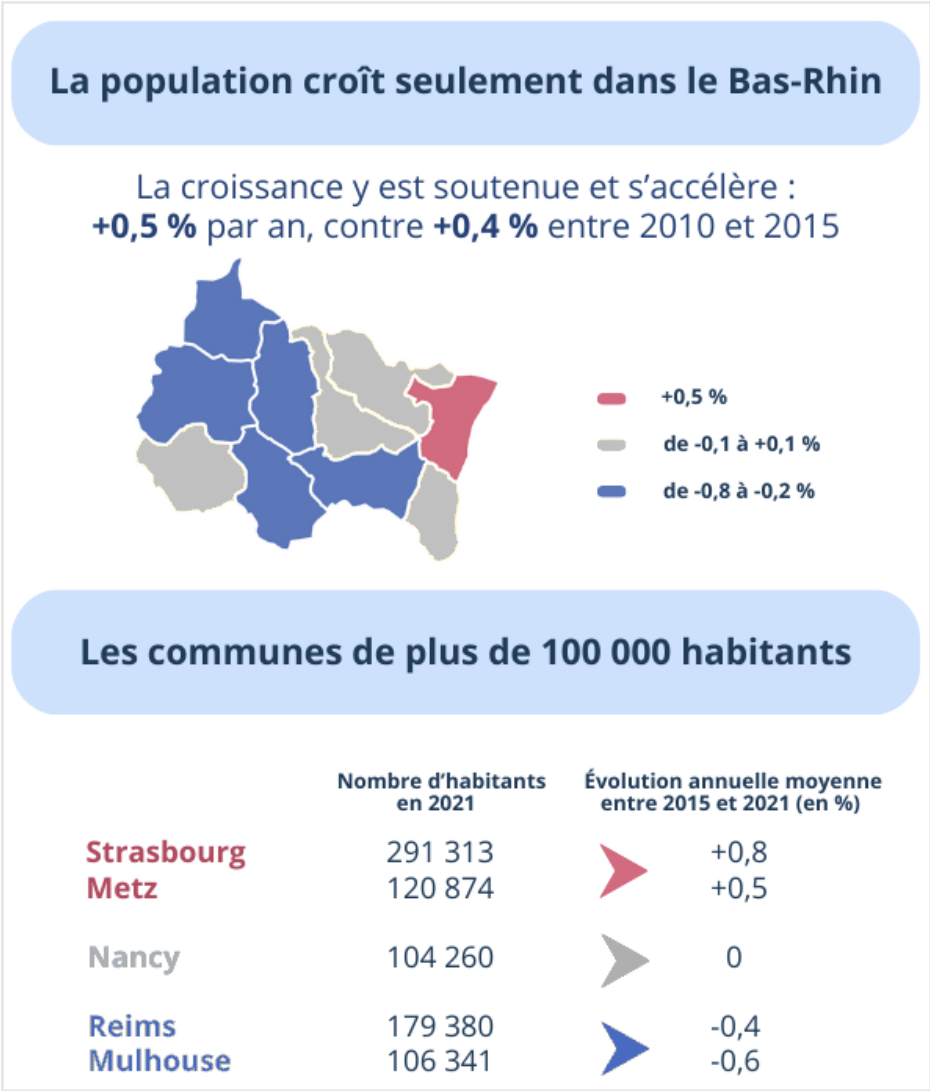 La population croît seulement dans le Bas-Rhin
La croissance y est soutenue et s’accélère :
+0,5 % par an, contre +0,4 % entre 2010 et 2015
+0,5 %
de -0,1 à +0,1 %
de -0,8 à -0,2 %
Les communes de plus de 100 000 habitants
Nombre d’habitants
en 2021
Évolution annuelle moyenne
entre 2015 et 2021 (en %)
Strasbourg 291 313 +0,8
Metz 120 874 +0,5
Nancy 104 260 0
Reims 179 380 -0,4
Mulhouse 106 341 -0,6